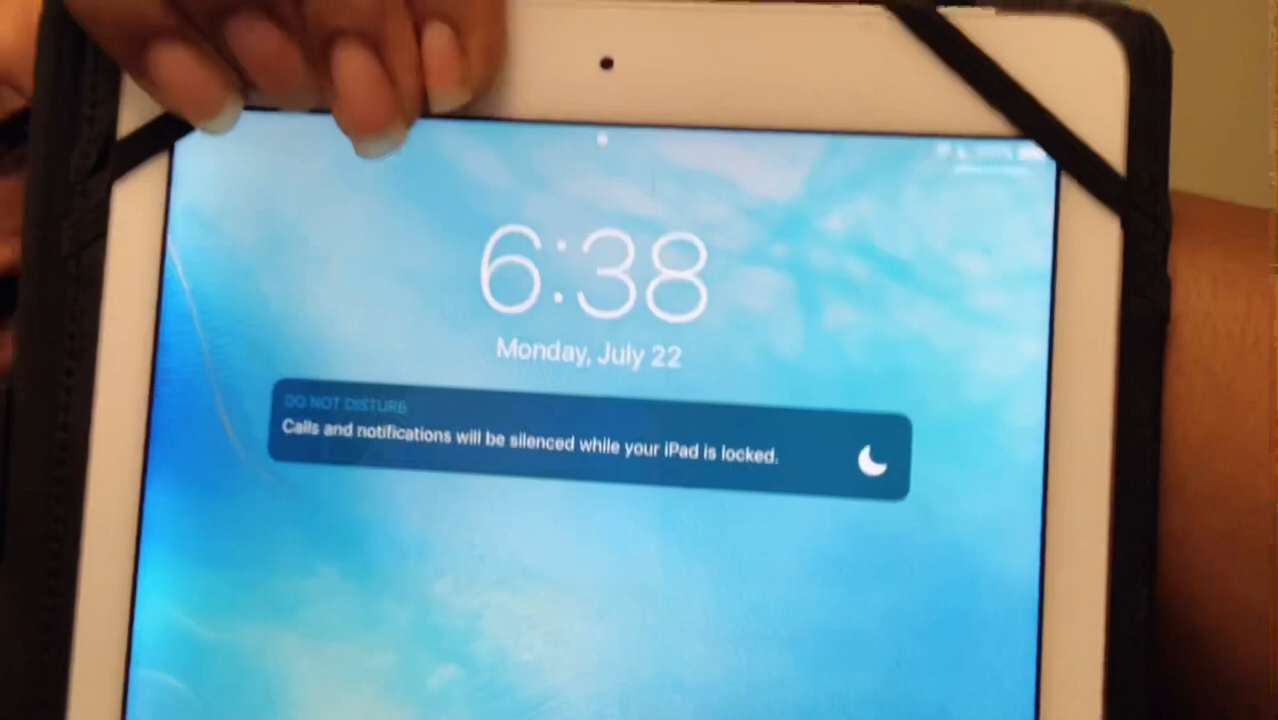 6:38
Monday, July 22
DO NOT DISTURB
Calls and notifications will be silenced while your iPad is locked.